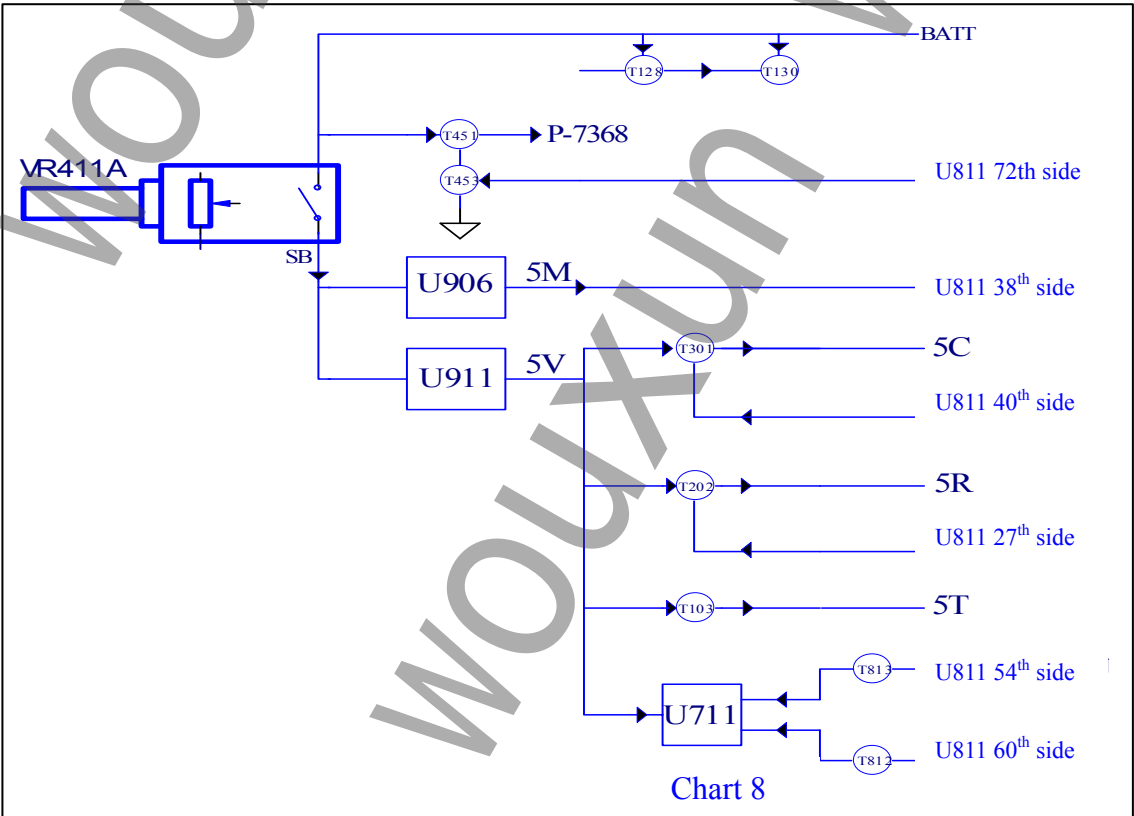 BATT
T128
T130
T451
P-7368
VR411A
T453
U811 72th side
SB
U906
5M
U811 38th side
U911
5V
T301
5C
U811 40th side
T202
5R
U811 27th side
T103
5T
T813
U811 54th side
U711
T812
U811 60th side
Chart 8
wouxun
wou